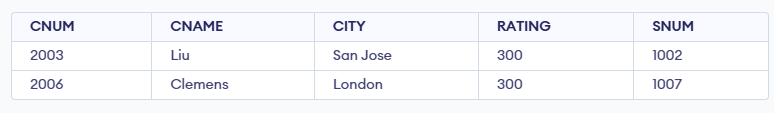 CNUM CNAME CITY RATING SNUM
2003 Liu San Jose 300 1002
2006 Clemens London 300 1007